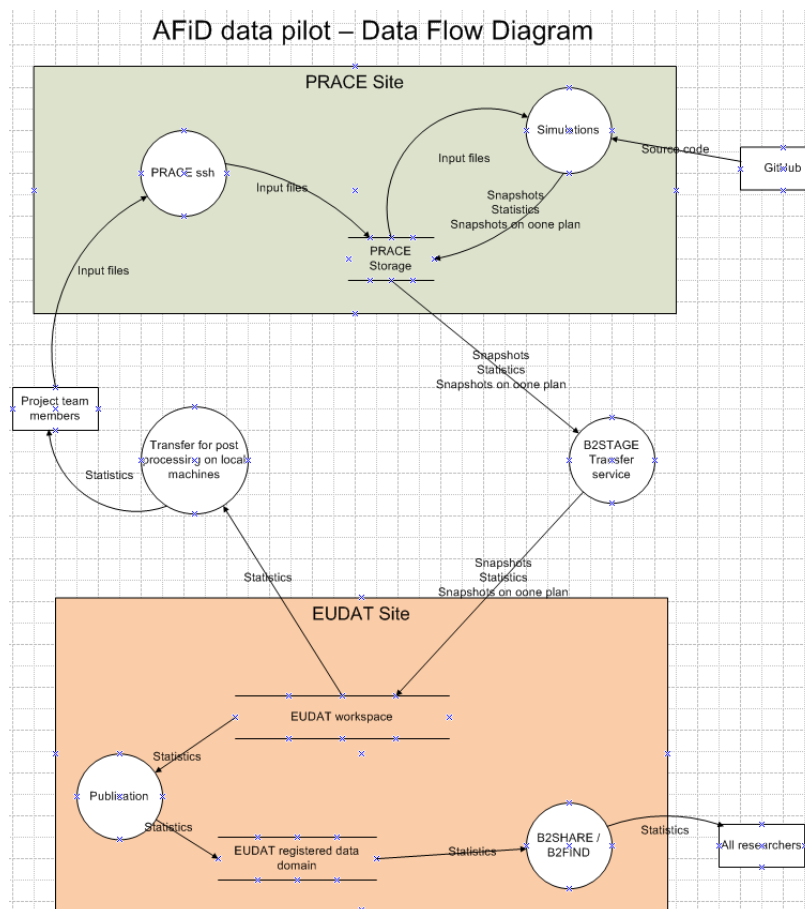 AFiD data pilot – Data Flow Diagram
PRACE Site
Simulations
Source code
GitHub
PRACE ssh
Input files
Input files
Snapshots
Statistics
Snapshots on oone plan
PRACE
Storage
Input files
Snapshots
Statistics
Snapshots on oone plan
Project team
members
Transfer for post
processing on local
machines
B2STAGE
Transfer
service
Statistics
Statistics
Snapshots
Statistics
Snapshots on oone plan
EUDAT Site
EUDAT workspace
Statistics
Publication
Statistics
EUDAT registered data
domain
Statistics
B2SHARE /
B2FIND
Statistics
All researchers